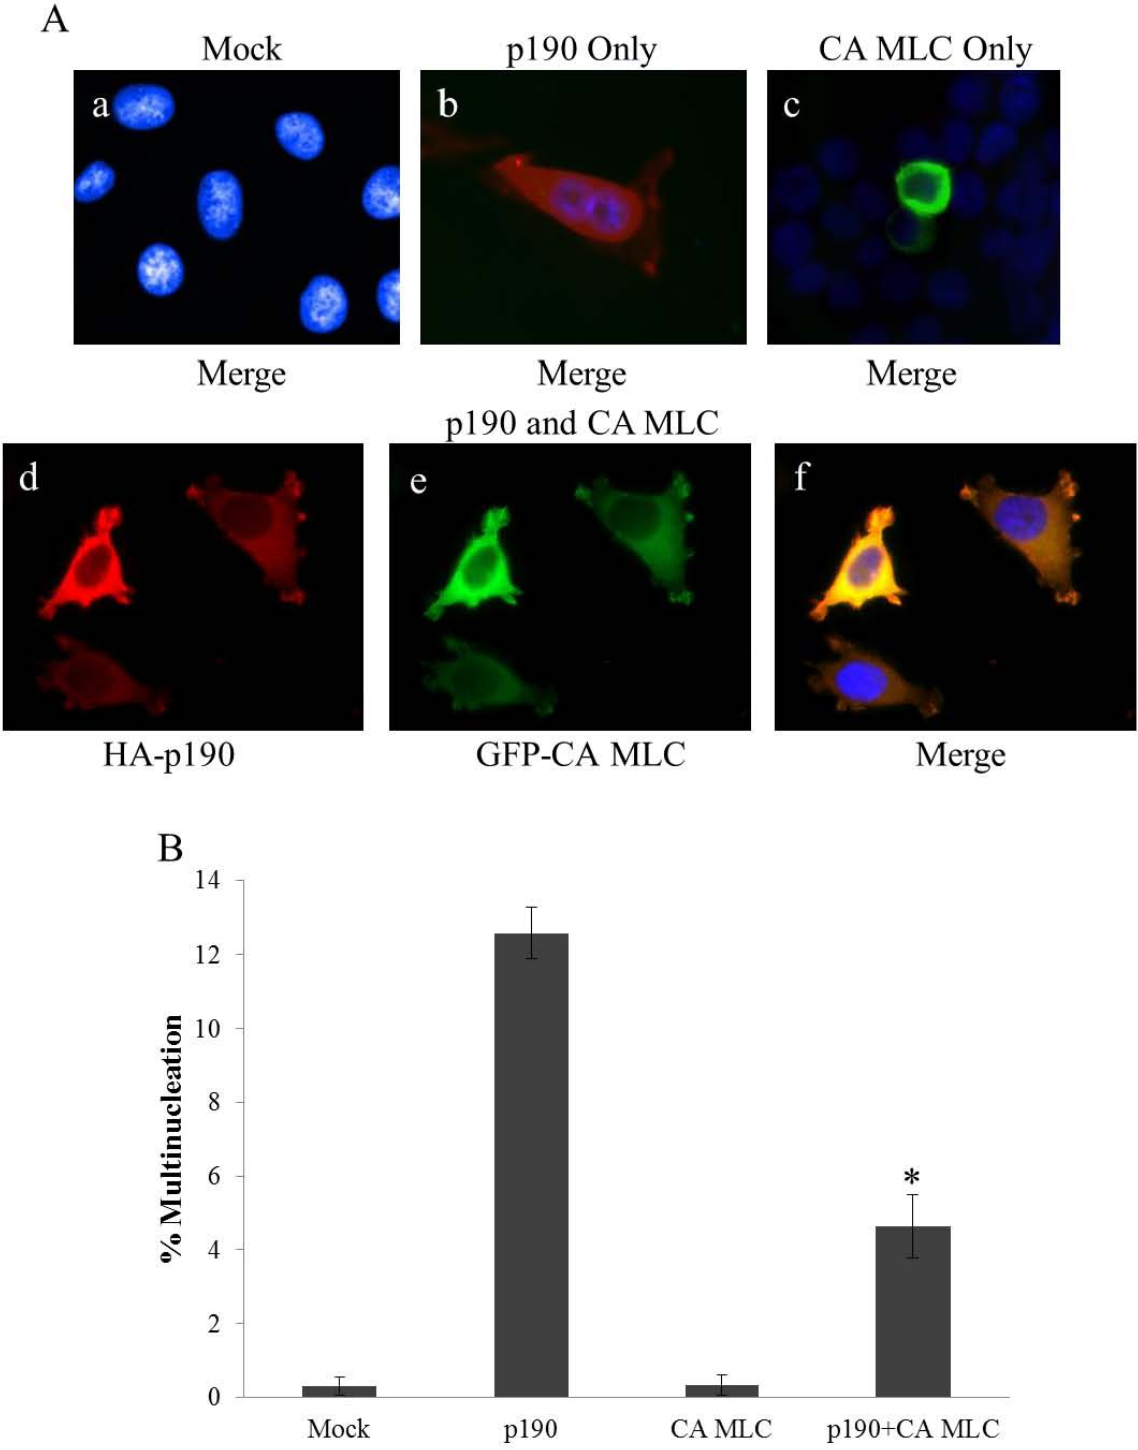 A
Mock
p190 Only
CA MLC Only
a
b
c
Merge
Merge
Merge
p190 and CA MLC
d
e
f
HA-p190
GFP-CA MLC
Merge
B
14
12
10
8
6
4
2
0
% Multinucleation
*
Mock
p190
CA MLC
p190+CA MLC